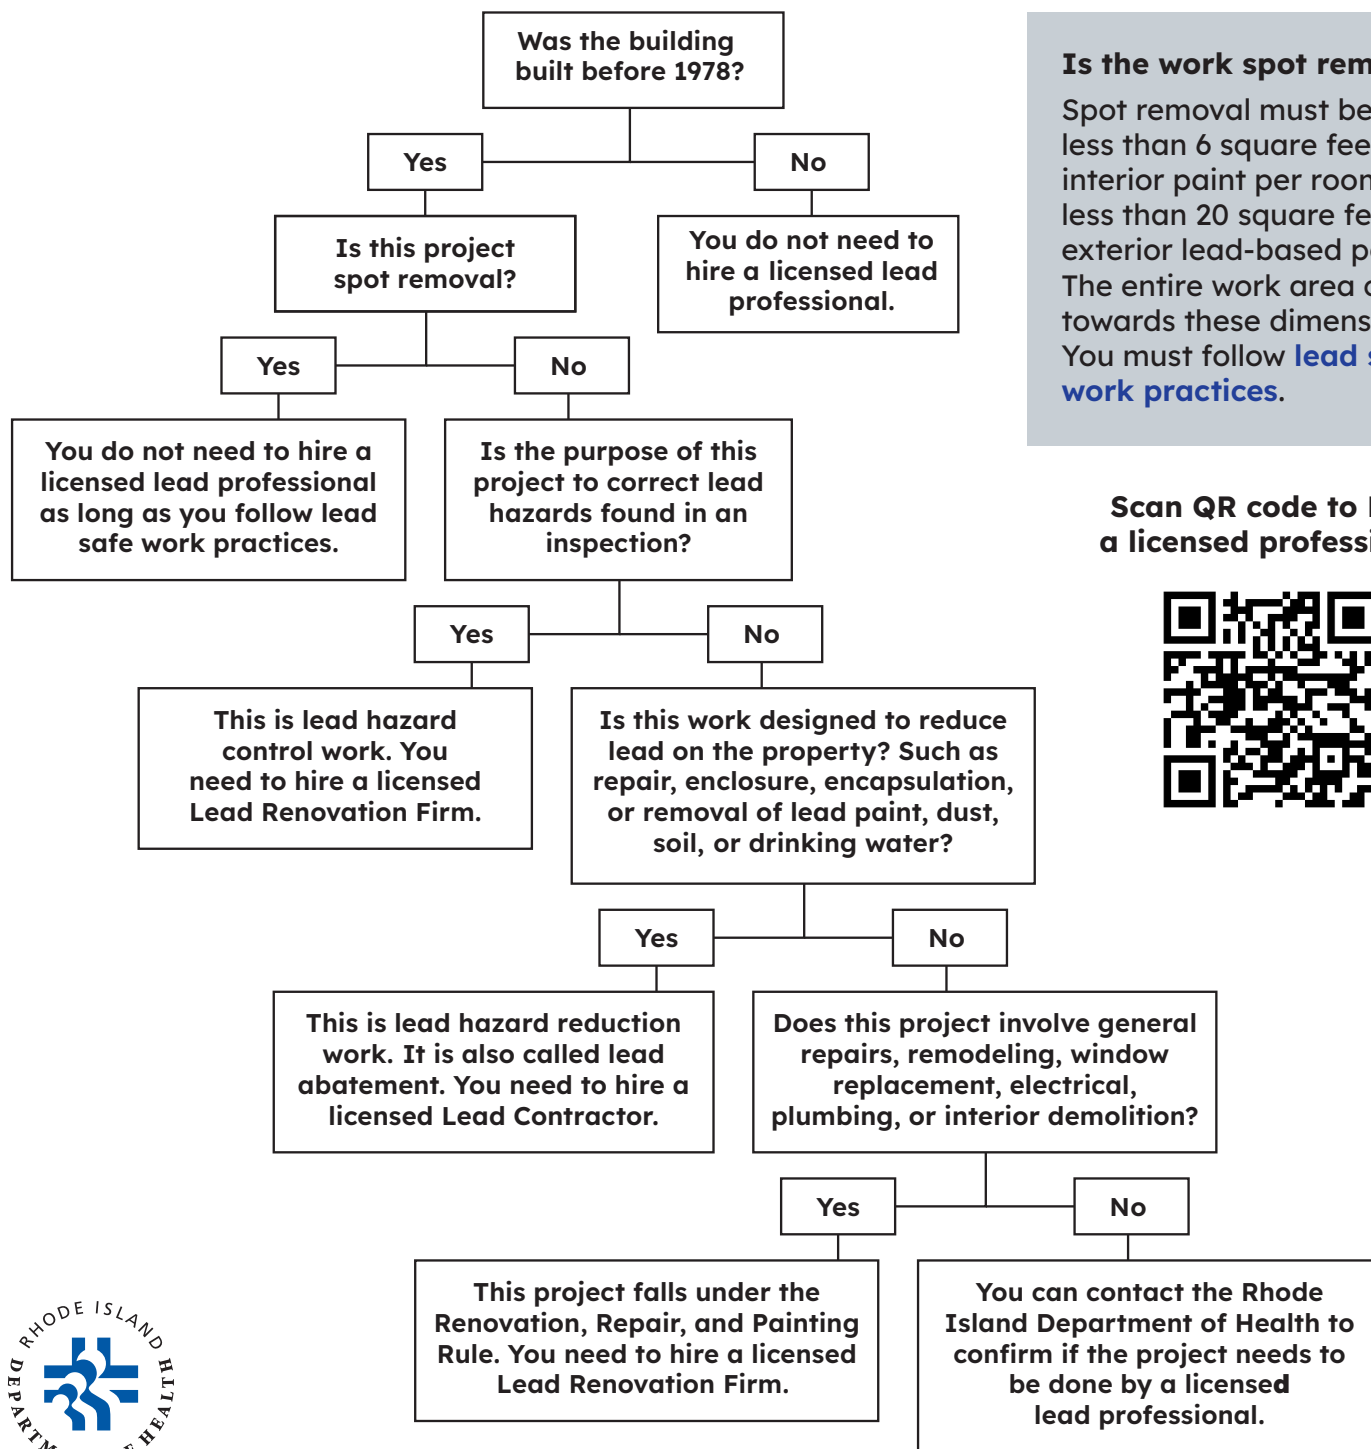 Was the building
built before 1978?
Yes
No
Is this project
spot removal?
You do not need to
hire a licensed lead
professional.
Yes
No
You do not need to hire a
licensed lead professional
as long as you follow lead
safe work practices.
Is the purpose of this
project to correct lead
hazards found in an
inspection?
Yes
No
This is lead hazard
control work. You
need to hire a licensed
Lead Renovation Firm.
Is this work designed to reduce
lead on the property? Such as
repair, enclosure, encapsulation,
or removal of lead paint, dust,
soil, or drinking water?
Yes
No
This is lead hazard reduction
work. It is also called lead
abatement. You need to hire a
licensed Lead Contractor.
Does this project involve general
repairs, remodeling, window
replacement, electrical,
plumbing, or interior demolition?
Yes
No
This project falls under the
Renovation, Repair, and Painting
Rule. You need to hire a licensed
Lead Renovation Firm.
You can contact the Rhode
Island Department of Health to
confirm if the project needs to
be done by a licensed
lead professional.
Is the work spot
Spot removal must be
less than 6 square
interior paint per
less than 20 square
exterior lead-based
The entire work area
towards these
You must follow lead
work practices.
Scan QR code to
a licensed
RHODE ISLAND
HEALTH